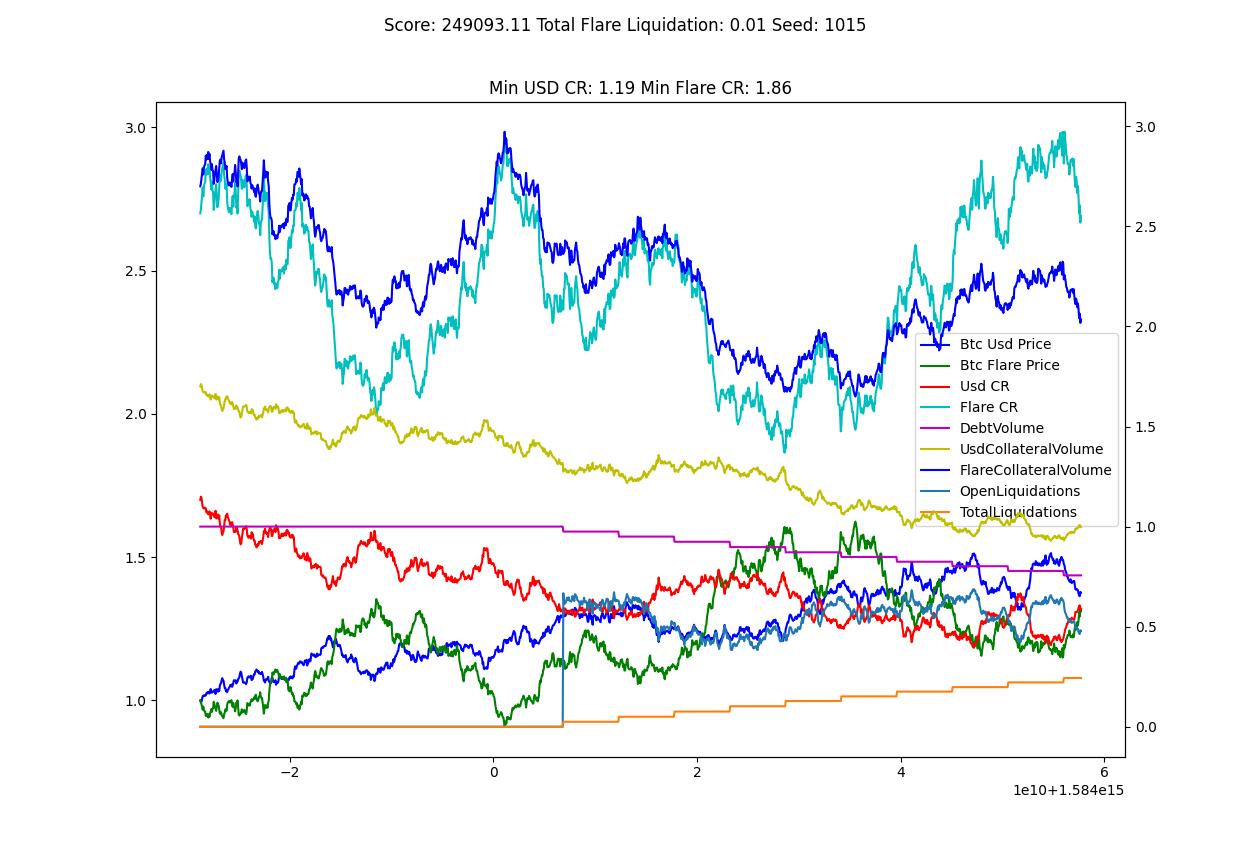 Score: 249093.11 Total Flare Liquidation: 0.01 Seed: 1015
Min USD CR: 1.19 Min Flare CR: 1.86
3.0
2.5
2.0
1.5
1.0
3.0
2.5
2.0
1.5
1.0
0.5
0.0
Btc Usd Price
Btc Flare Price
Usd CR
Flare CR
DebtVolume
UsdCollateralVolume
FlareCollateralVolume
OpenLiquidations
TotalLiquidations
−2 0 2 4 6
1e10+1.584e15